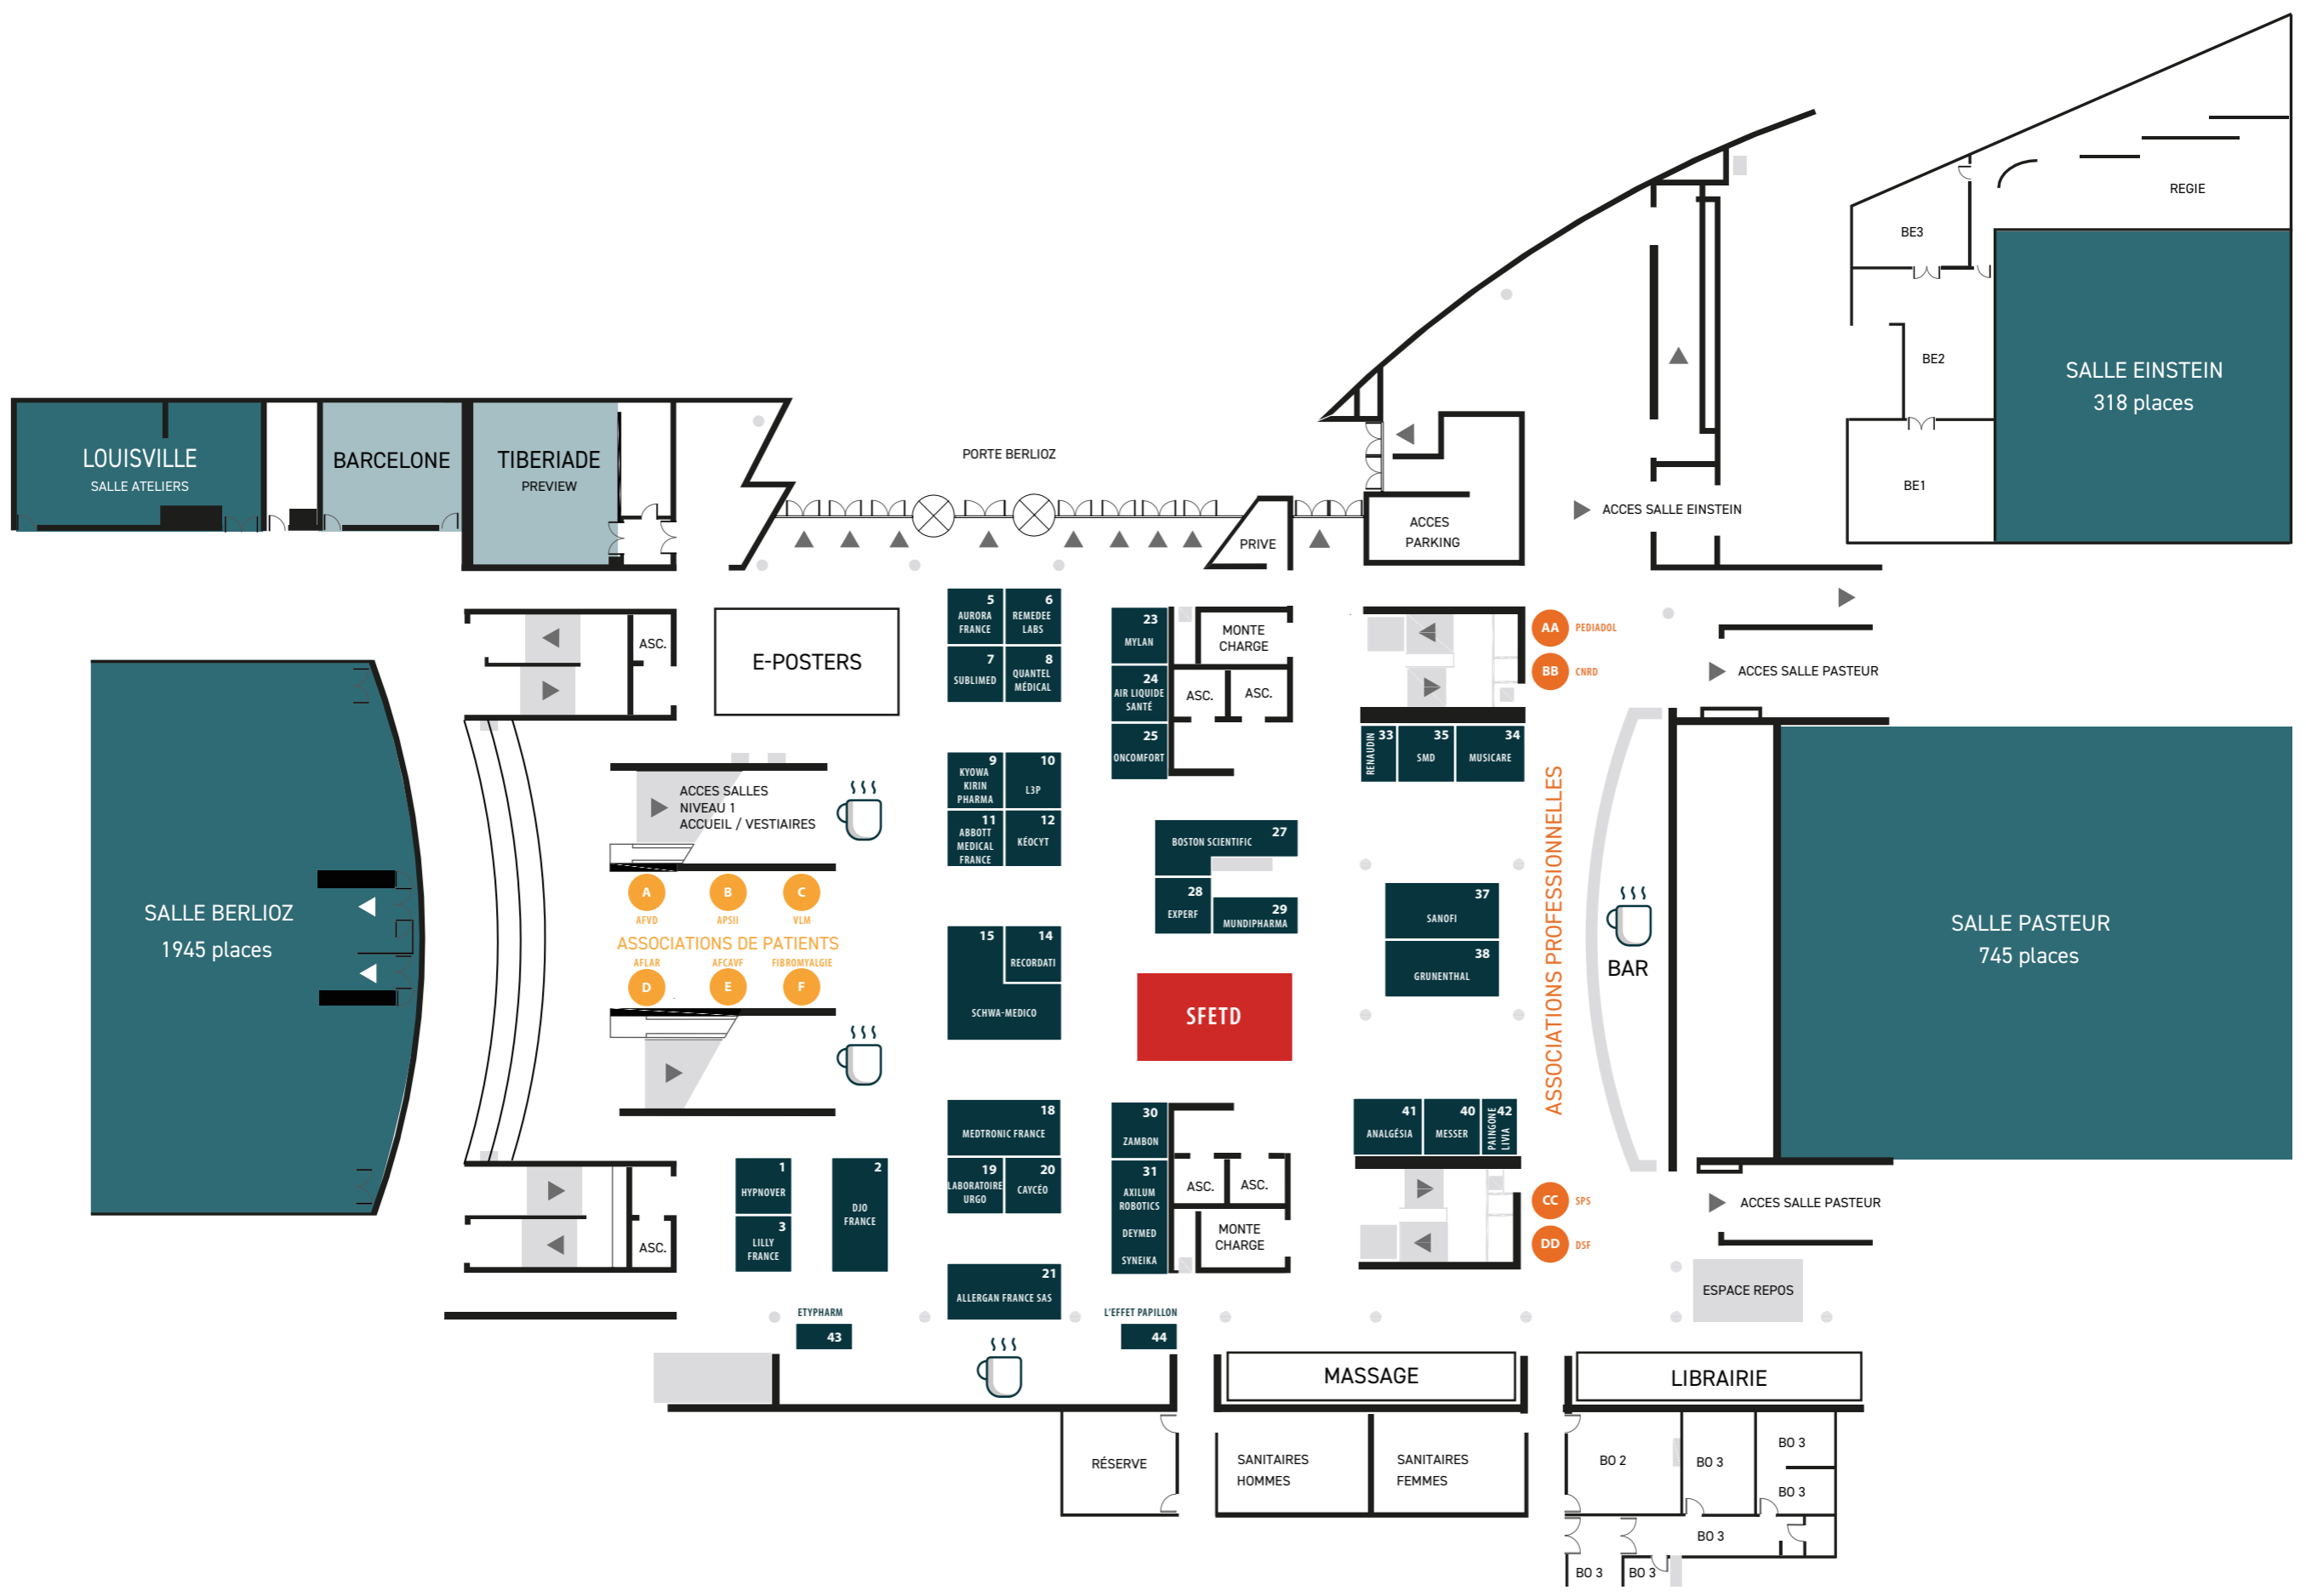 REGIE
BE3
BE2
SALLE EINSTEIN
318 places
BE1
LOUISVILLE
SALLE ATELIERS
BARCELONE
TIBERIADE
PREVIEW
PORTE BERLIOZ
PRIVE
ACCES
PARKING
ACCES SALLE EINSTEIN
ASC.
E-POSTERS
5
AURORA
FRANCE
6
REMEDEE
LABS
7
SUBLIMED
8
QUANTEL
MÉDICAL
23
MYLAN
24
AIR LIQUIDE
SANTÉ
25
ONCOMFORT
MONTE
CHARGE
ASC.
ASC.
AA
PEDIADOL
BB
CNRD
ACCES SALLE PASTEUR
RENAUDIN
33
35
SMD
34
MUSICARE
ACCES SALLES
NIVEAU 1
ACCUEIL / VESTIAIRES
9
KYOWA
KIRIN
PHARMA
10
L3P
11
ABBOTT
MEDICAL
FRANCE
12
KÉOCYT
27
BOSTON SCIENTIFIC
28
EXPERF
29
MUNDIPHARMA
37
SANOFI
38
GRUNENTHAL
ASSOCIATIONS PROFESSIONNELLES
BAR
SALLE PASTEUR
745 places
SALLE BERLIOZ
1945 places
A
AFVD
B
APSII
C
VLM
ASSOCIATIONS DE PATIENTS
AFLAR
D
AFCAVF
E
FIBROMYALGIE
F
15
SCHWA-MEDICO
14
RECORDATI
SFETD
18
MEDTRONIC FRANCE
19
LABORATOIRE
URGO
20
CAYCÉO
30
ZAMBON
31
AXILUM
ROBOTICS
DEYMED
SYNEIKA
ASC.
ASC.
MONTE
CHARGE
41
ANALGÉSIA
40
MESSER
42
PAINGONE
LIVIA
CC
SPS
DD
DSF
ACCES SALLE PASTEUR
ESPACE REPOS
1
HYPNOVER
2
DJO
FRANCE
3
LILLY
FRANCE
ASC.
21
ALLERGAN FRANCE SAS
ETYPHARM
43
L'EFFET PAPILLON
44
MASSAGE
LIBRAIRIE
RÉSERVE
SANITAIRES
HOMMES
SANITAIRES
FEMMES
BO 2
BO 3
BO 3
BO 3
BO 3
BO 3
BO 3